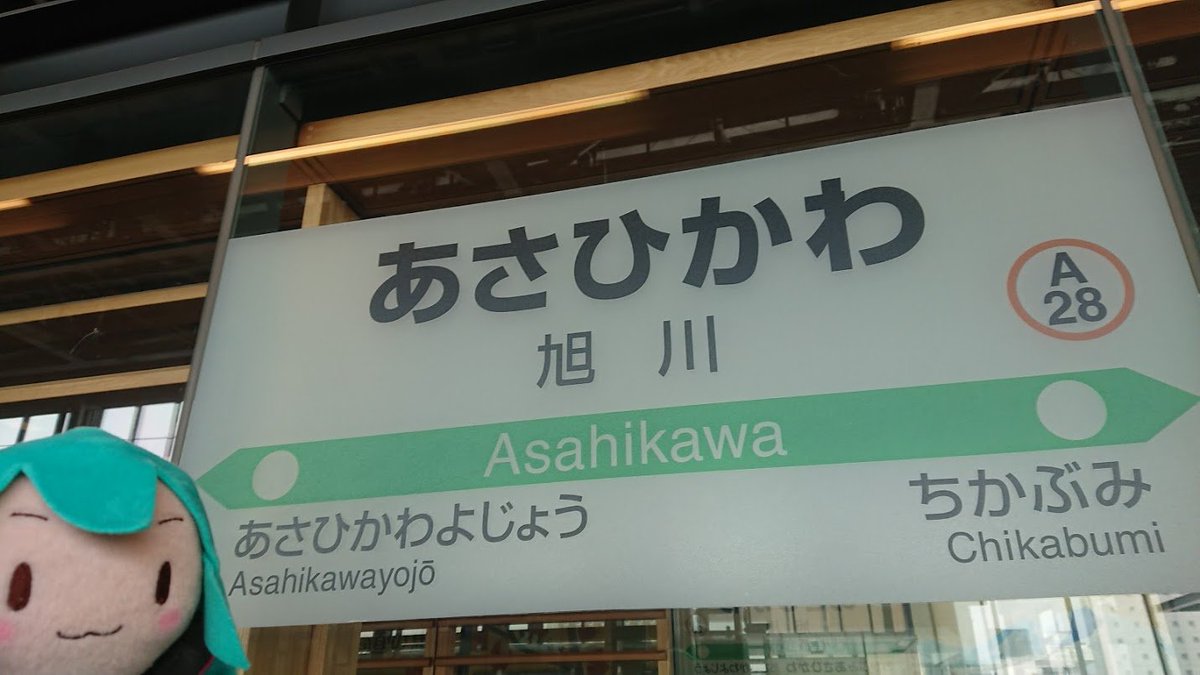 あさひかわ
旭川
A
28
Asahikawa
あさひかわよじょう
Asahikawayojō
ちかぶみ
Chikabumi